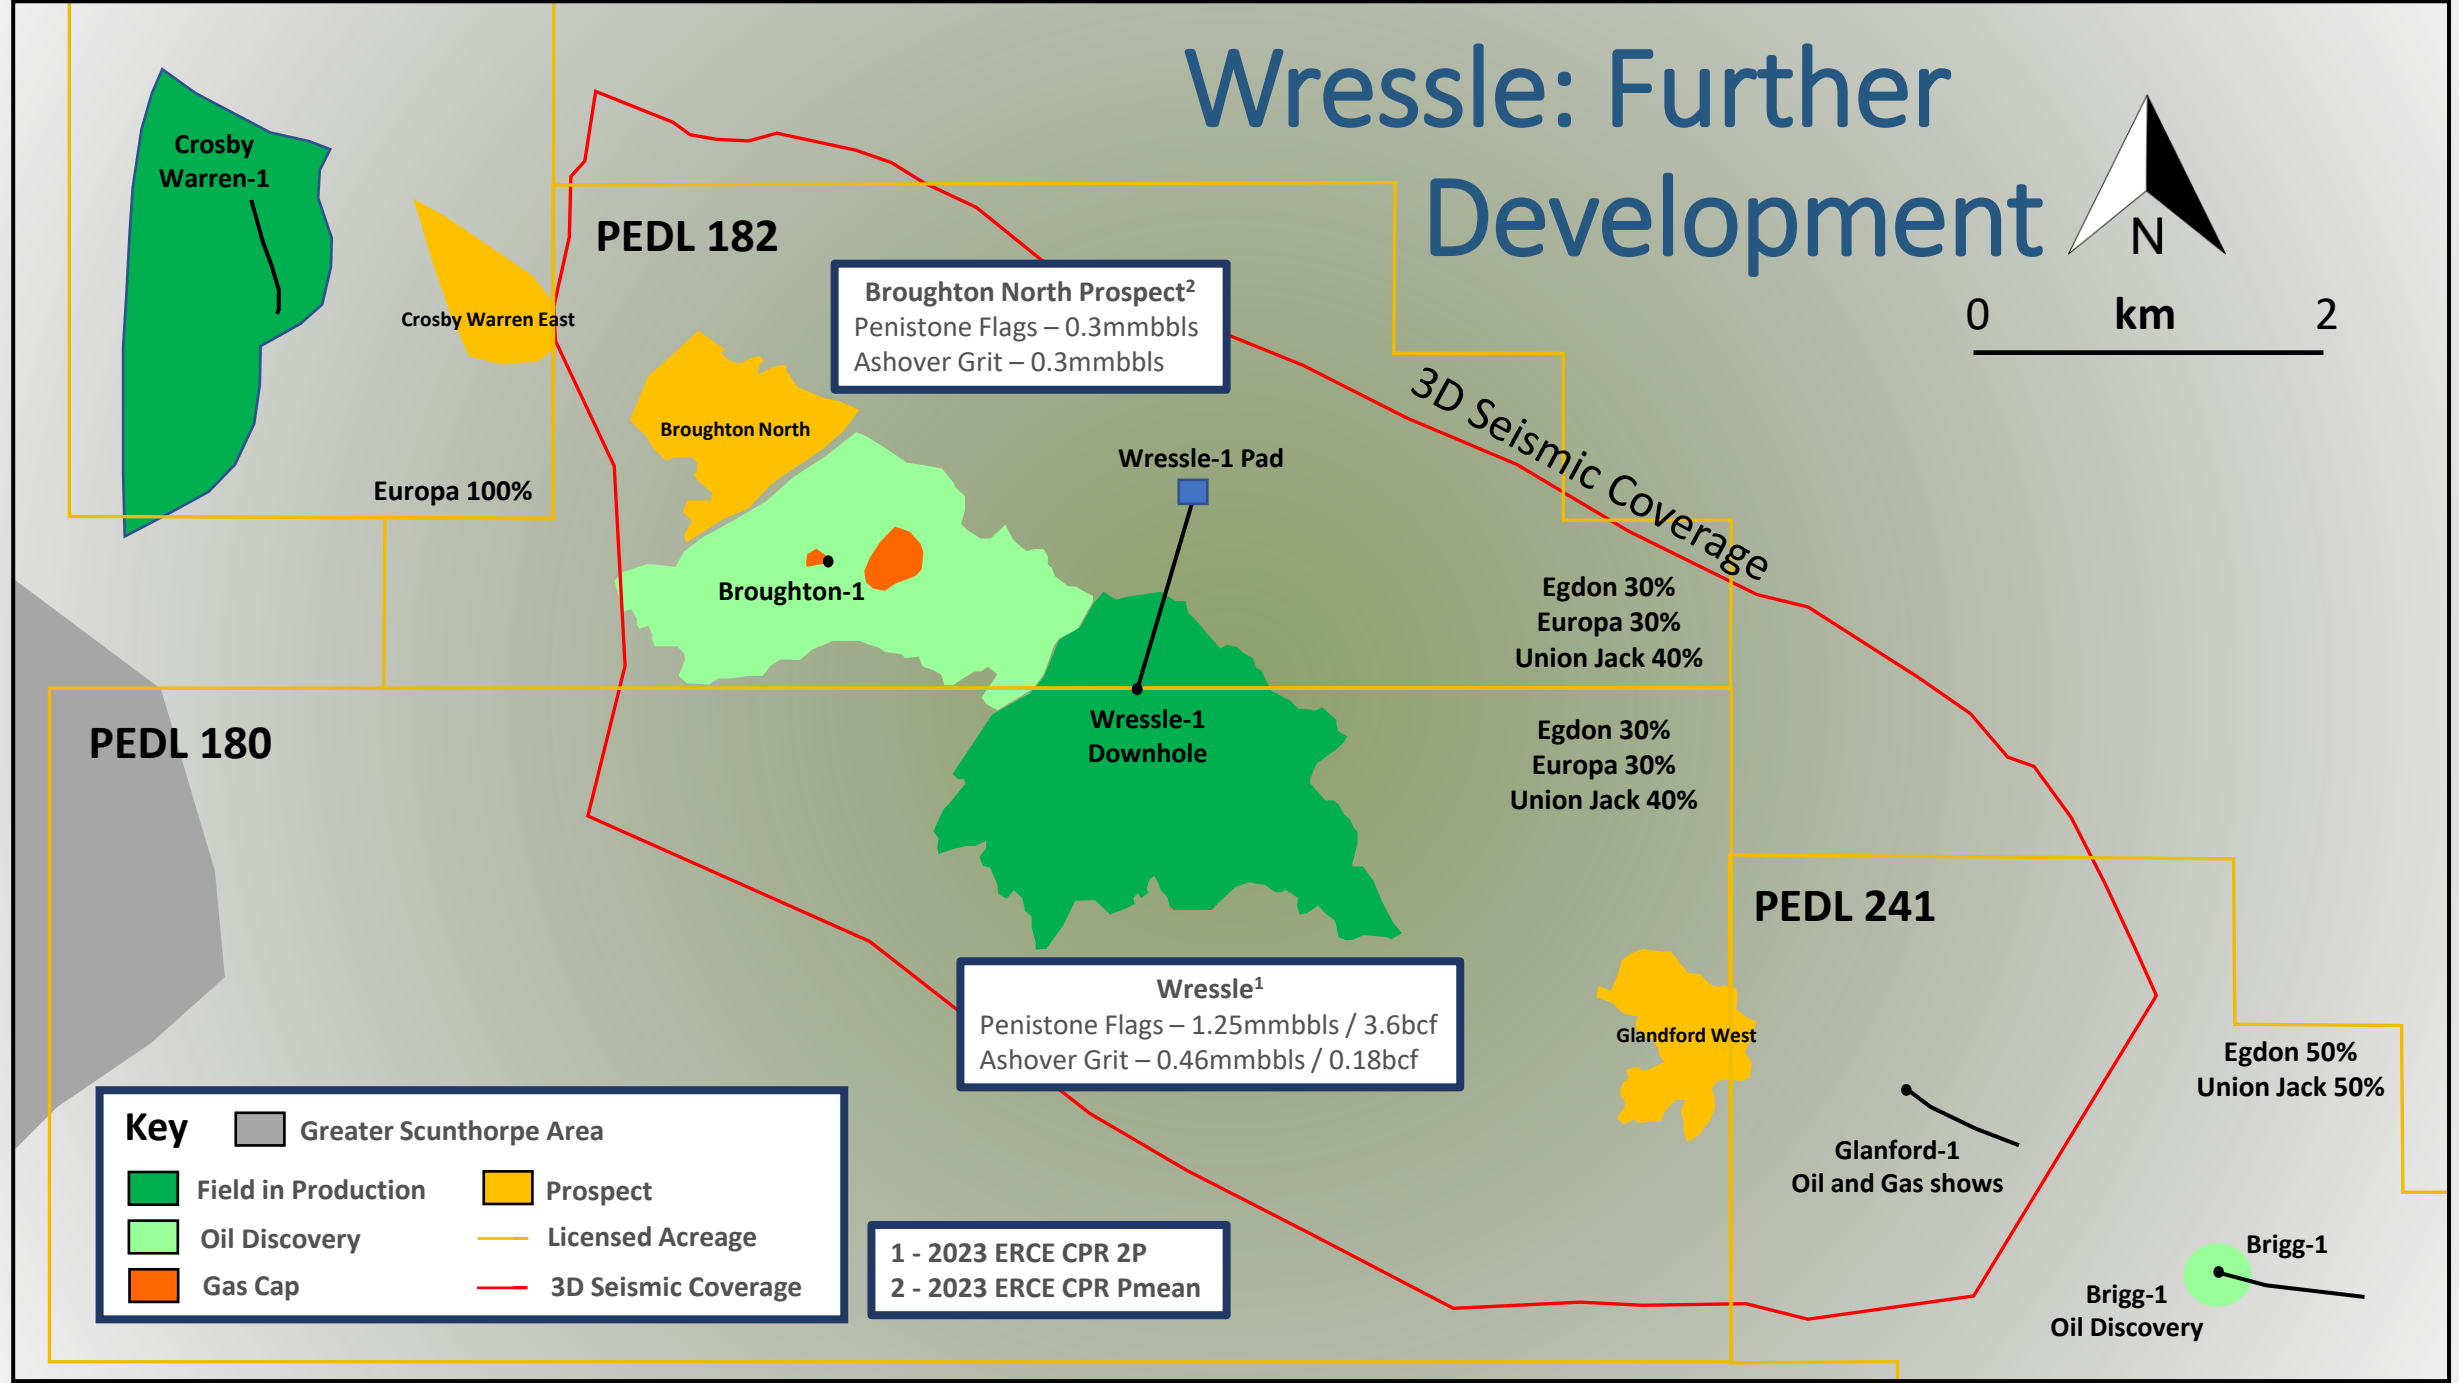 Wressle: Further
Development
N
0 km 2
Crosby
Warren-1
Crosby Warren East
Europa 100%
PEDL 182
Broughton North Prospect²
Penistone Flags – 0.3mmbbls
Ashover Grit – 0.3mmbbls
3D Seismic Coverage
Broughton North
Wressle-1 Pad
Broughton-1
Egdon 30%
Europa 30%
Union Jack 40%
PEDL 180
Wressle-1
Downhole
Egdon 30%
Europa 30%
Union Jack 40%
PEDL 241
Wressle¹
Penistone Flags – 1.25mmbbls / 3.6bcf
Ashover Grit – 0.46mmbbls / 0.18bcf
Glandford West
Egdon 50%
Union Jack 50%
Glanford-1
Oil and Gas shows
Brigg-1
Brigg-1
Oil Discovery
Key
Greater Scunthorpe Area
Field in Production
Prospect
Oil Discovery
Licensed Acreage
Gas Cap
3D Seismic Coverage
1 - 2023 ERCE CPR 2P
2 - 2023 ERCE CPR Pmean